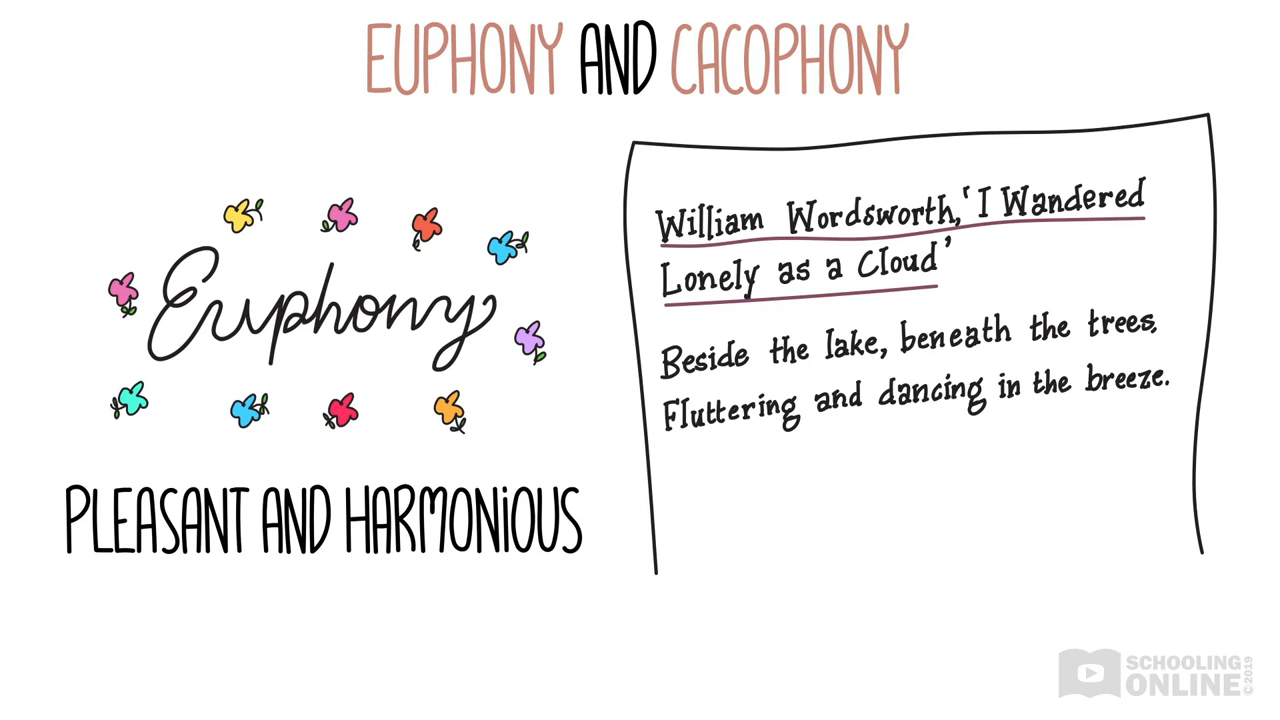 EUPHONY AND CACOPHONY
Euphony
PLEASANT AND HARMONiOUS
William Wordsworth, 'I Wandered
Lonely as a Cloud'
Beside the lake, beneath the trees,
Fluttering and dancing in the breeze.
SCHOOLING
ONLINE
©2019